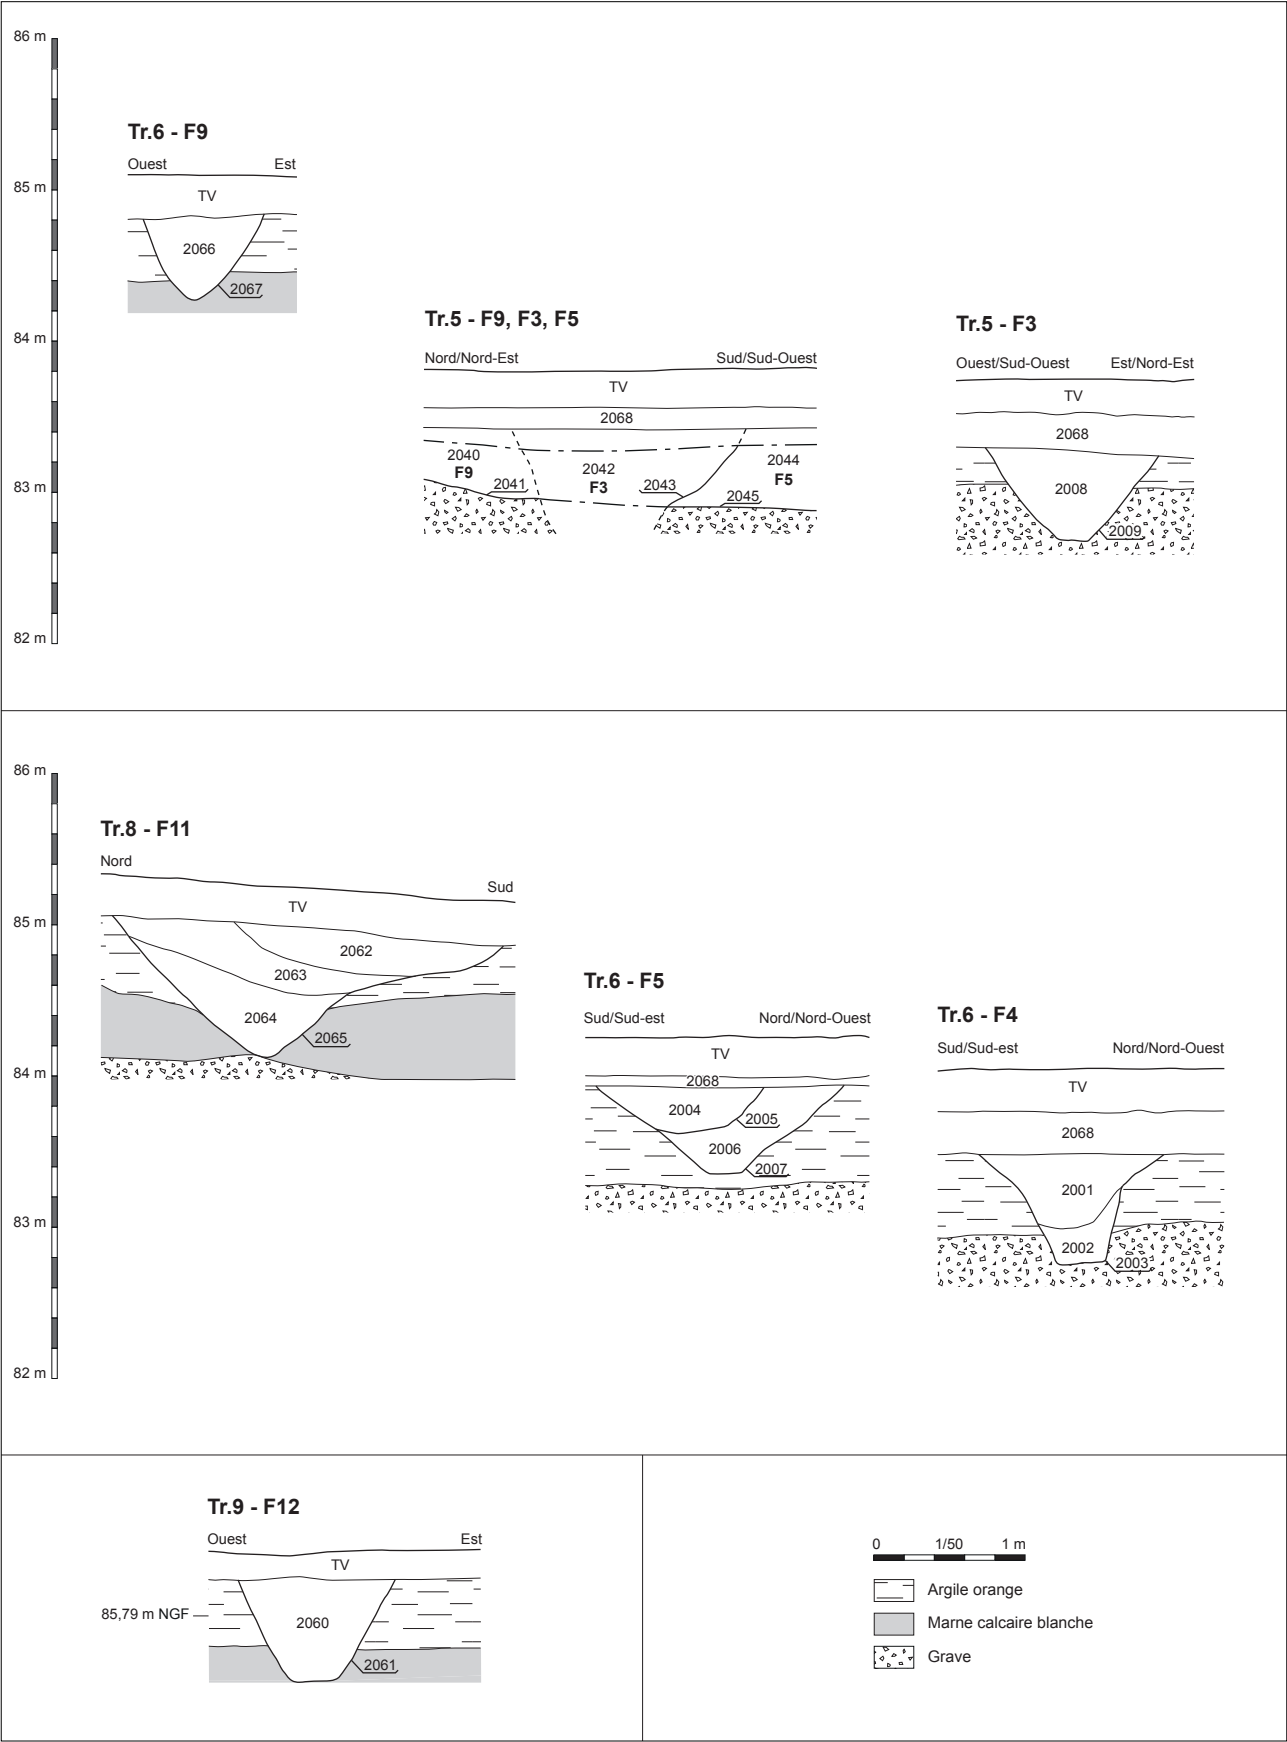 86 m
Tr.6 - F9
Ouest Est
85 m
TV
2066
2067
84 m
Tr.5 - F9, F3, F5
Nord/Nord-Est Sud/Sud-Ouest
TV
2068
2040
F9
2041
2042
F3
2043
2044
F5
2045
Tr.5 - F3
Ouest/Sud-Ouest Est/Nord-Est
TV
2068
2008
2009
83 m
82 m
86 m
Tr.8 - F11
Nord
Sud
TV
85 m
2062
2063
2064
2065
84 m
Tr.6 - F5
Sud/Sud-est Nord/Nord-Ouest
TV
2068
2004
2005
2006
2007
Tr.6 - F4
Sud/Sud-est Nord/Nord-Ouest
TV
2068
2001
2002
2003
83 m
82 m
Tr.9 - F12
Ouest Est
TV
85,79 m NGF
2060
2061
0 1/50 1 m
Argile orange
Marne calcaire blanche
Grave